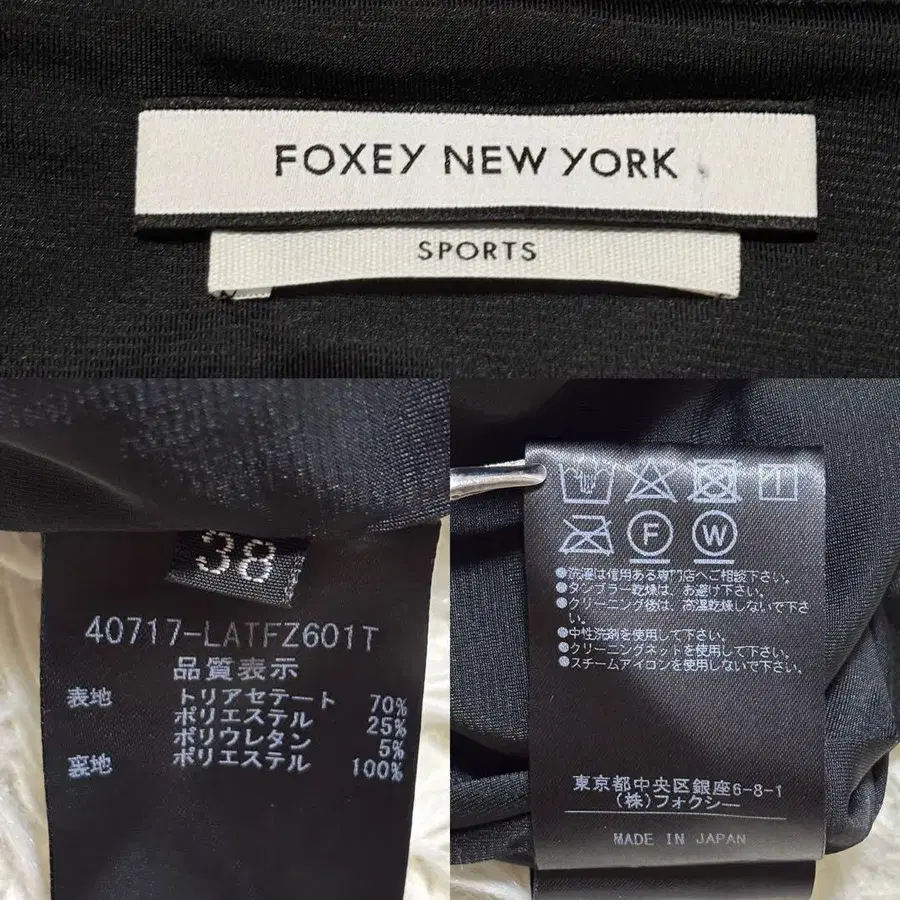 FOXEY NEW YORK
SPORTS
38
40717-LATFZ601T
品質表示
表地 トリアセテート 70%
ポリエステル 25%
ポリウレタン 5%
裏地 ポリエステル 100%
F W
●洗濯は信用ある専門店へご相談下さい。
●タンブラー乾燥は、お避け下さい。
●クリーニング後は、高温乾燥しないで下さ
い。
●中性洗剤を使用して下さい。
●クリーニングネットを使用して下さい。
●スチームアイロンを使用しないで下さい。
東京都中央区銀座6-8-1
(株)フォクシー
MADE IN JAPAN